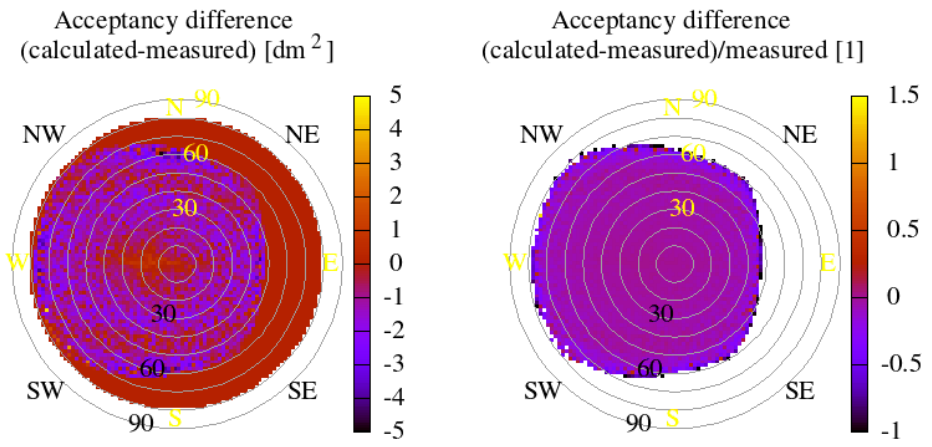 Acceptancy difference
(calculated-measured) [dm²]
N
90
NW
NE
60
30
W
E
30
60
SW
SE
S
90
5
4
3
2
1
0
-1
-2
-3
-4
-5
Acceptancy difference
(calculated-measured)/measured [1]
N
90
NW
NE
60
30
W
E
30
60
SW
SE
S
90
1.5
1
0.5
0
-0.5
-1